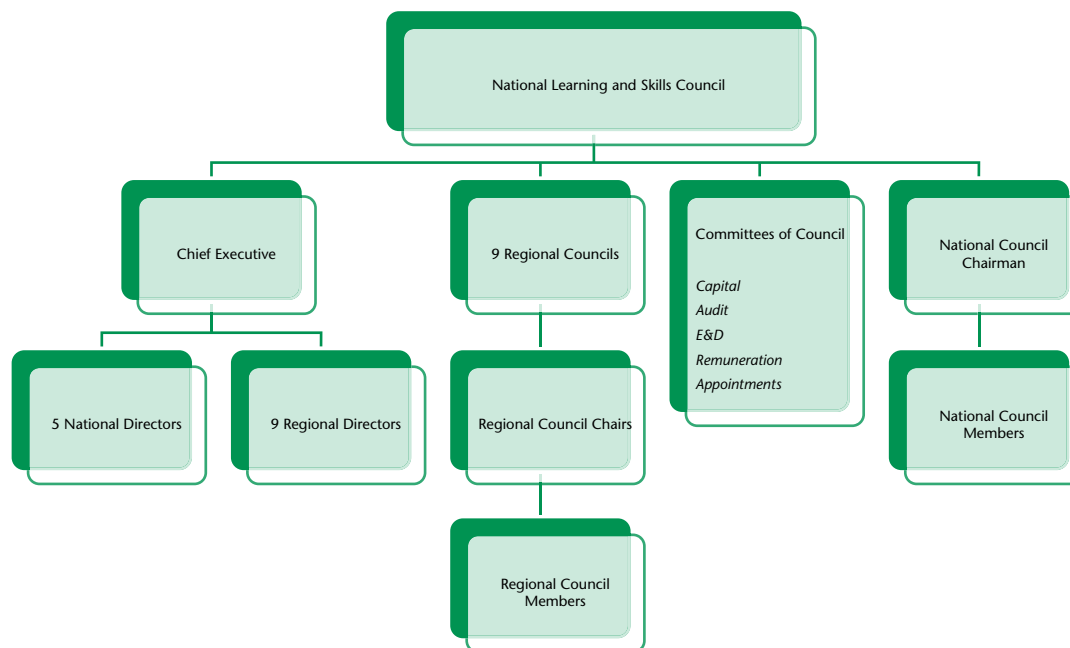 National Learning and Skills Council
Chief Executive
9 Regional Councils
Committees of Council
Capital
Audit
E&D
Remuneration
Appointments
National Council
Chairman
5 National Directors
9 Regional Directors
Regional Council Chairs
National Council
Members
Regional Council
Members